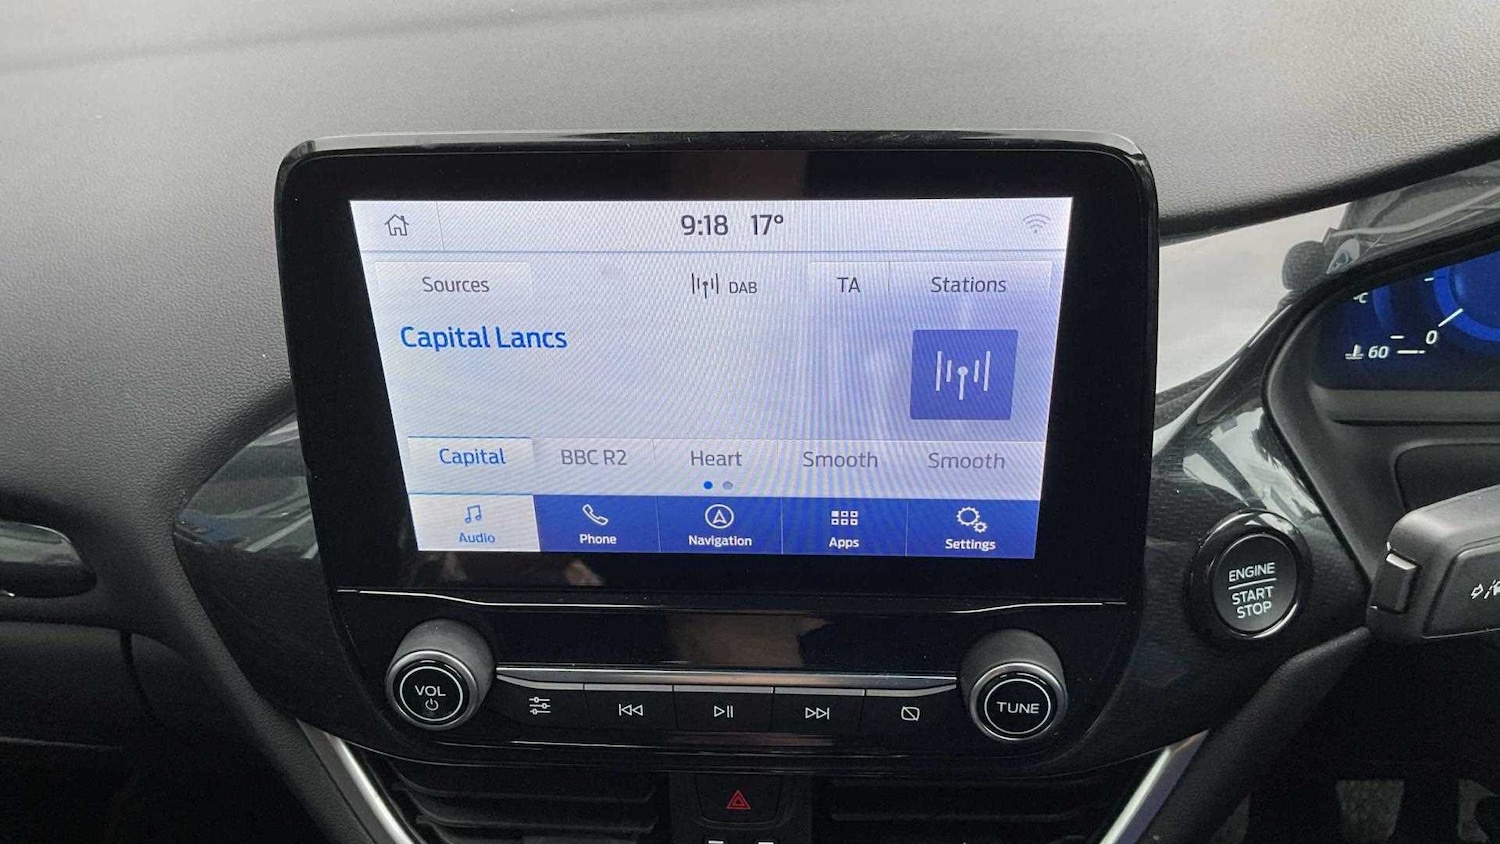 9:18 17°
Sources DAB TA Stations
Capital Lancs
Capital BBC R2 Heart Smooth Smooth
Audio Phone Navigation Apps Settings
VOL TUNE
ENGINE
START
STOP
°C
0
60